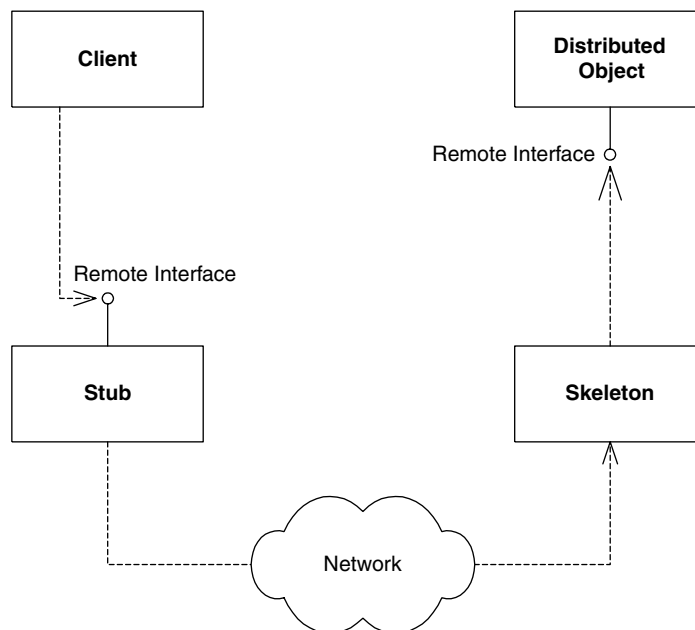 Client
Distributed
Object
Remote Interface
Remote Interface
Stub
Skeleton
Network